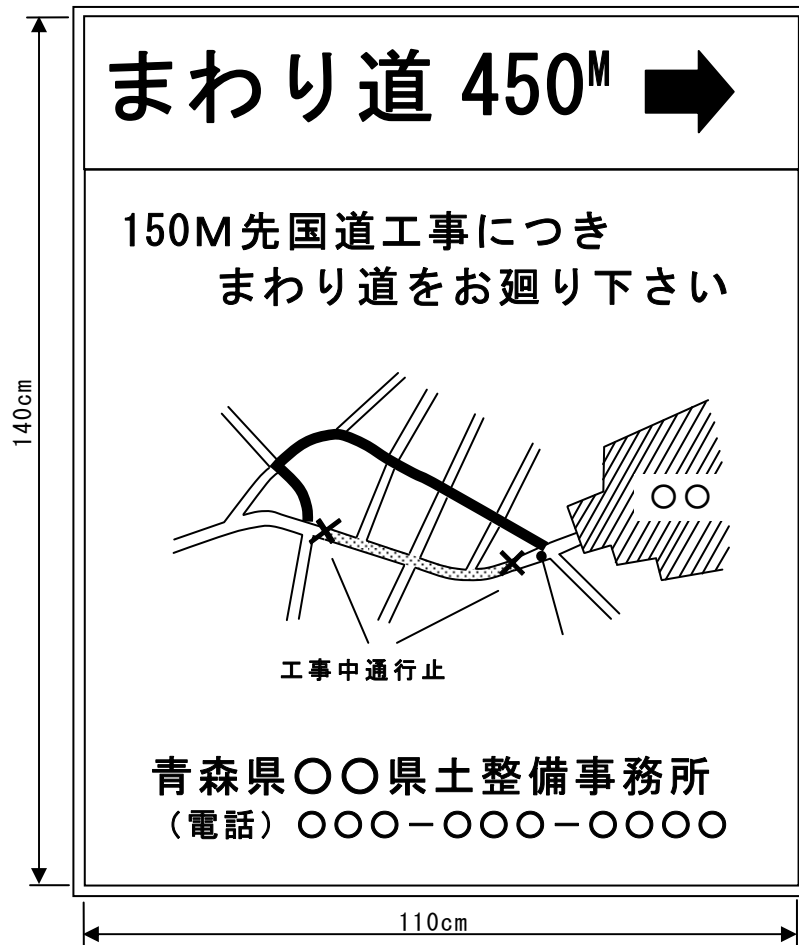 まわり道 450M
150M先国道工事につき
まわり道をお廻り下さい
140cm
○○
工事中通行止
青森県○○県土整備事務所
（電話）○○○－○○○－○○○○
110cm